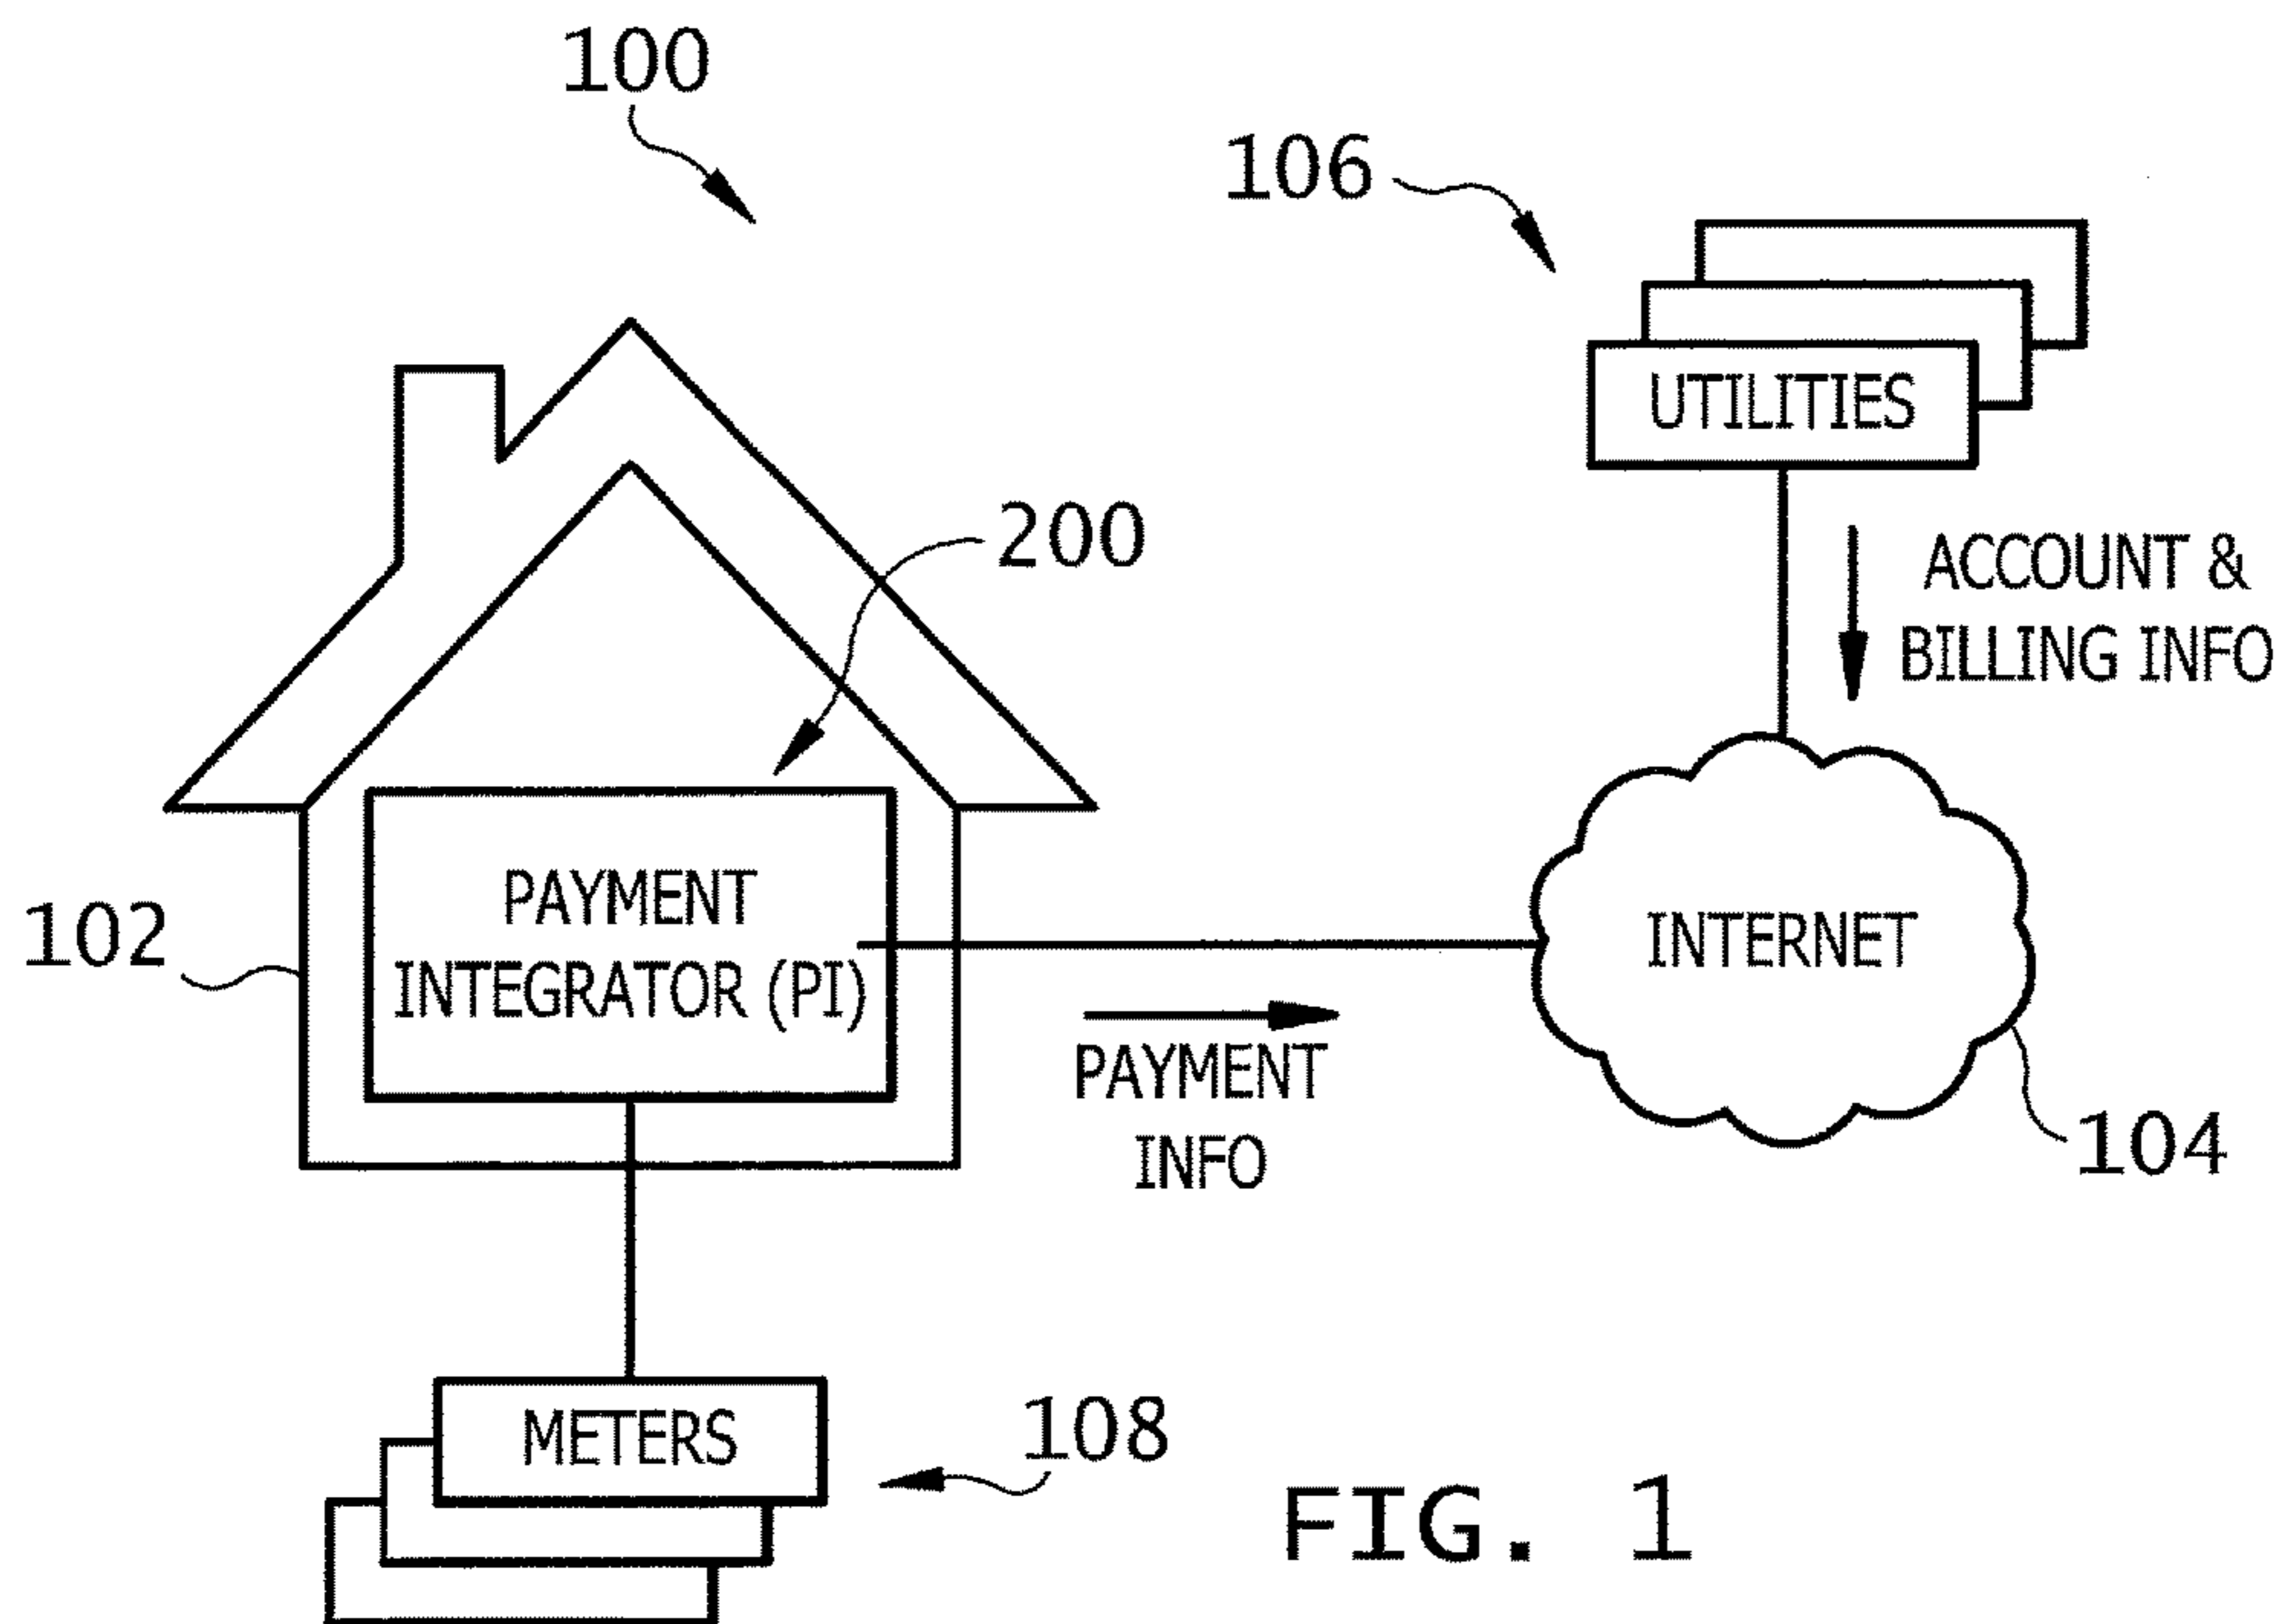 100
106
UTILITIES
200
ACCOUNT &
BILLING INFO
PAYMENT
INTEGRATOR (PI)
102
INTERNET
PAYMENT
INFO
104
METERS
108
FIG. 1